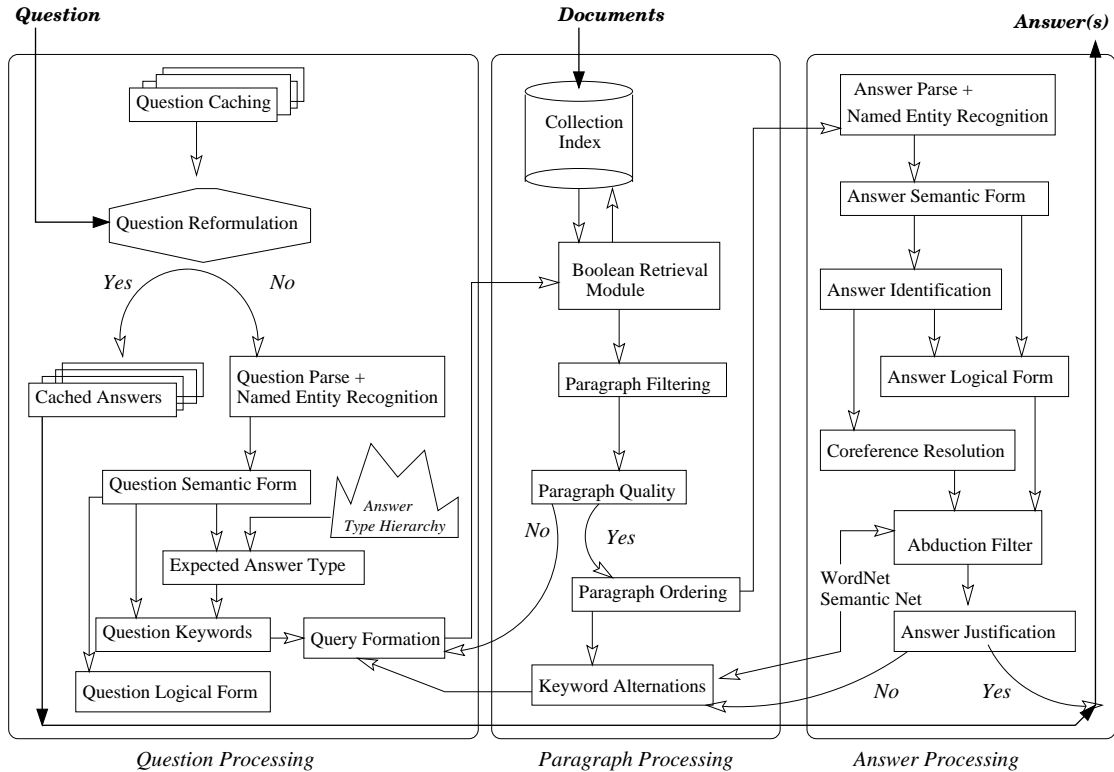 Question
Documents
Answer(s)
Question Caching
Question Reformulation
Yes
No
Cached Answers
Question Parse +
Named Entity Recognition
Question Semantic Form
Answer
Type Hierarchy
Expected Answer Type
Question Keywords
Query Formation
Question Logical Form
Question Processing
Collection
Index
Boolean Retrieval
Module
Paragraph Filtering
Paragraph Quality
No
Yes
Paragraph Ordering
Keyword Alternations
Paragraph Processing
Answer Parse +
Named Entity Recognition
Answer Semantic Form
Answer Identification
Answer Logical Form
Coreference Resolution
Abduction Filter
WordNet
Semantic Net
Answer Justification
No
Yes
Answer Processing